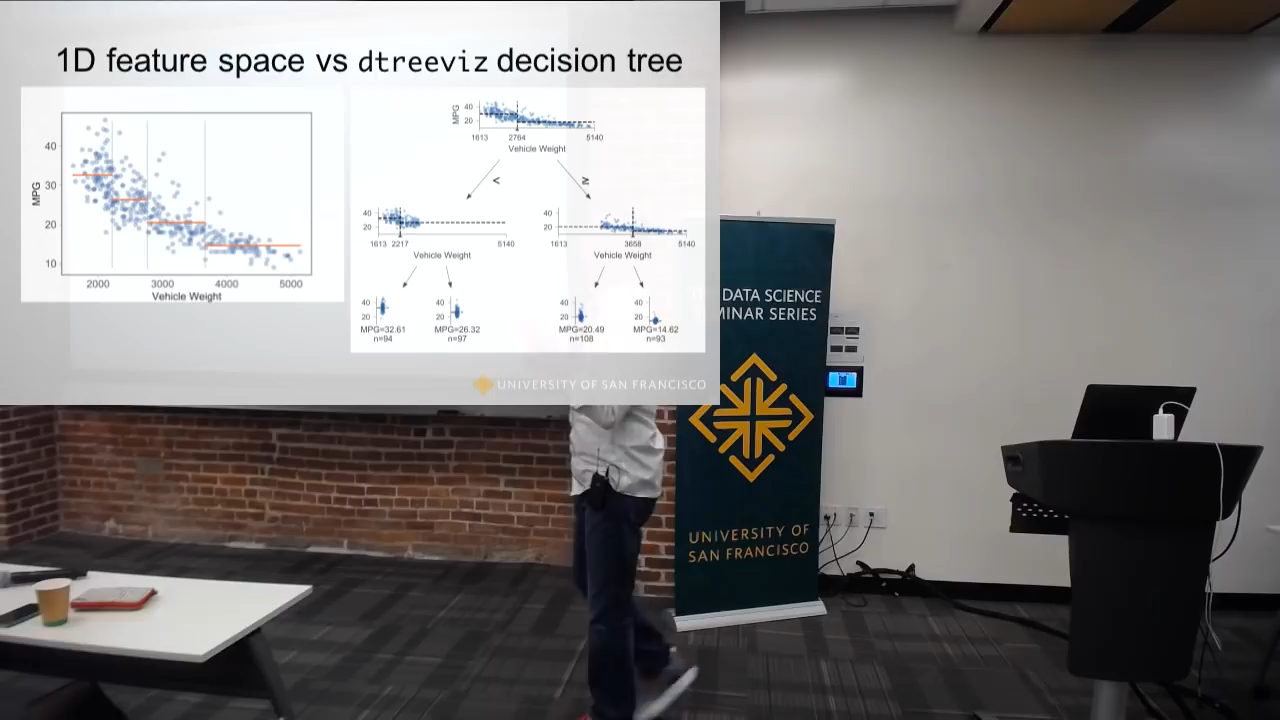 1D feature space vs dtreeviz decision tree
MPG
40
30
20
10
2000 3000 4000 5000
Vehicle Weight
MPG
40
20
1613 2764 5140
Vehicle Weight
<
≥
40
20
1613 2217 5140
Vehicle Weight
40
20
1613 3658 5140
Vehicle Weight
40
20
MPG=32.61
n=94
40
20
MPG=26.32
n=97
40
20
MPG=20.49
n=108
40
20
MPG=14.62
n=93
UNIVERSITY OF SAN FRANCISCO
DATA SCIENCE
MINAR SERIES
UNIVERSITY OF
SAN FRANCISCO